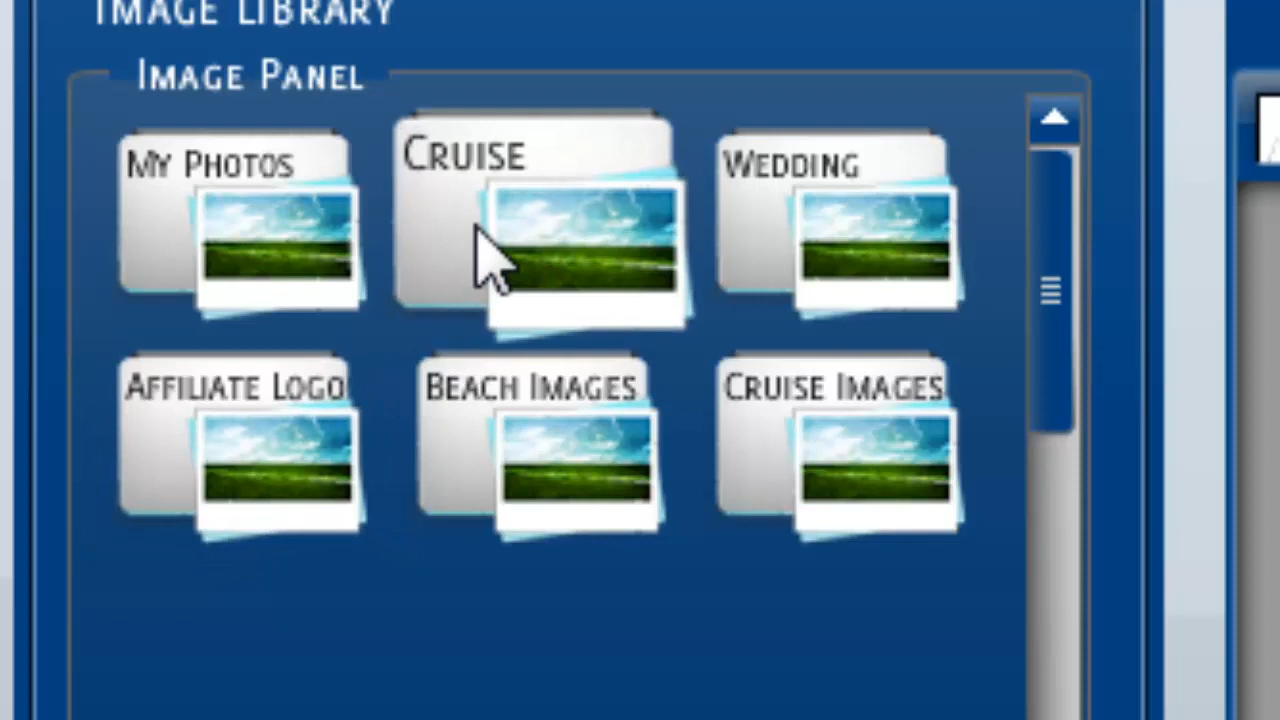 IMAGE LIBRARY
IMAGE PANEL
MY PHOTOS
CRUISE
WEDDING
AFFILIATE LOGO
BEACH IMAGES
CRUISE IMAGES